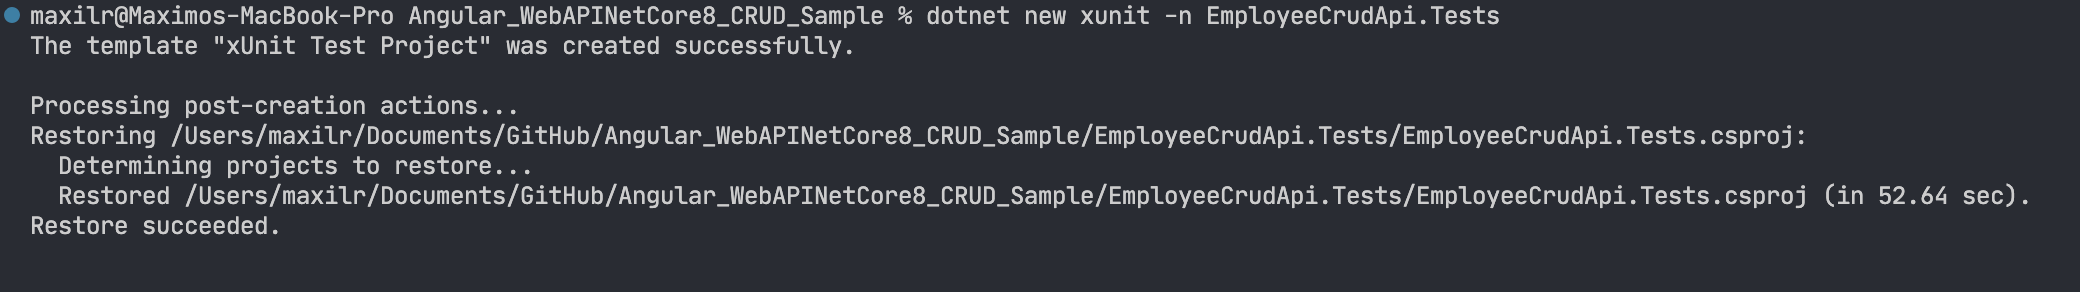 maxilr@Maximos-MacBook-Pro Angular_WebAPINetCore8_CRUD_Sample % dotnet new xunit -n EmployeeCrudApi.Tests
The template "xUnit Test Project" was created successfully.
Processing post-creation actions...
Restoring /Users/maxilr/Documents/GitHub/Angular_WebAPINetCore8_CRUD_Sample/EmployeeCrudApi.Tests/EmployeeCrudApi.Tests.csproj:
  Determining projects to restore...
  Restored /Users/maxilr/Documents/GitHub/Angular_WebAPINetCore8_CRUD_Sample/EmployeeCrudApi.Tests/EmployeeCrudApi.Tests.csproj (in 52.64 sec).
Restore succeeded.